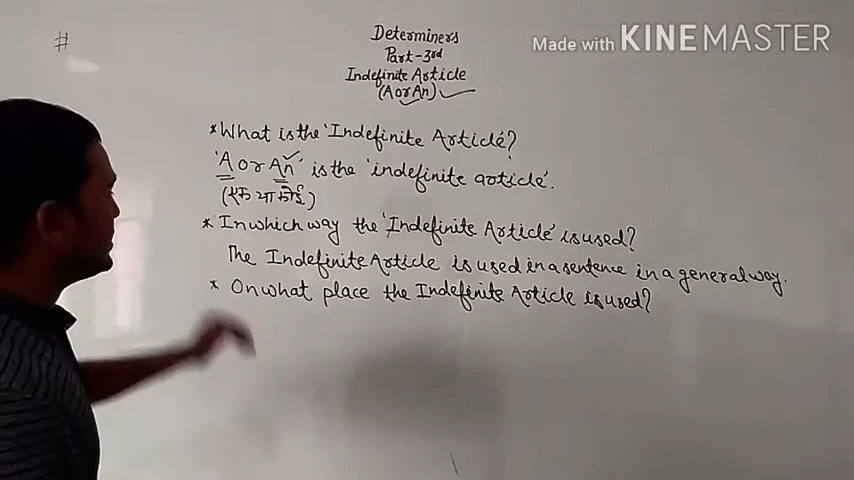 #
Determiners
Part-3rd
Made with KINEMASTER
Indefinite Article
(A or An)
* What is the 'Indefinite Article'?
'A or An' is the 'indefinite article'.
(एक या कोई)
* In which way the 'Indefinite Article' is used?
The Indefinite Article is used in a sentence in a general way.
* On what place the Indefinite Article is used?